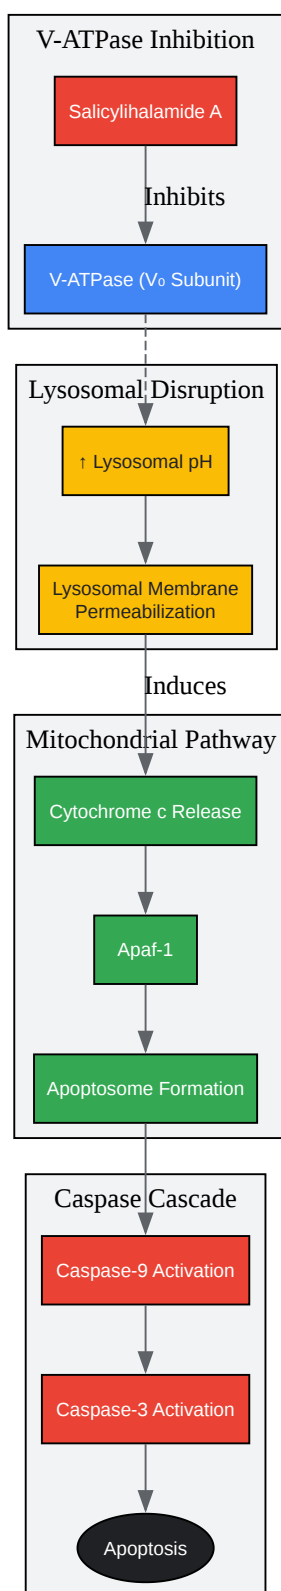 V-ATPase Inhibition
Salicylihalamide A
Inhibits
V-ATPase (V₀ Subunit)
Lysosomal Disruption
↑ Lysosomal pH
Lysosomal Membrane
Permeabilization
Induces
Mitochondrial Pathway
Cytochrome c Release
Apaf-1
Apoptosome Formation
Caspase Cascade
Caspase-9 Activation
Caspase-3 Activation
Apoptosis